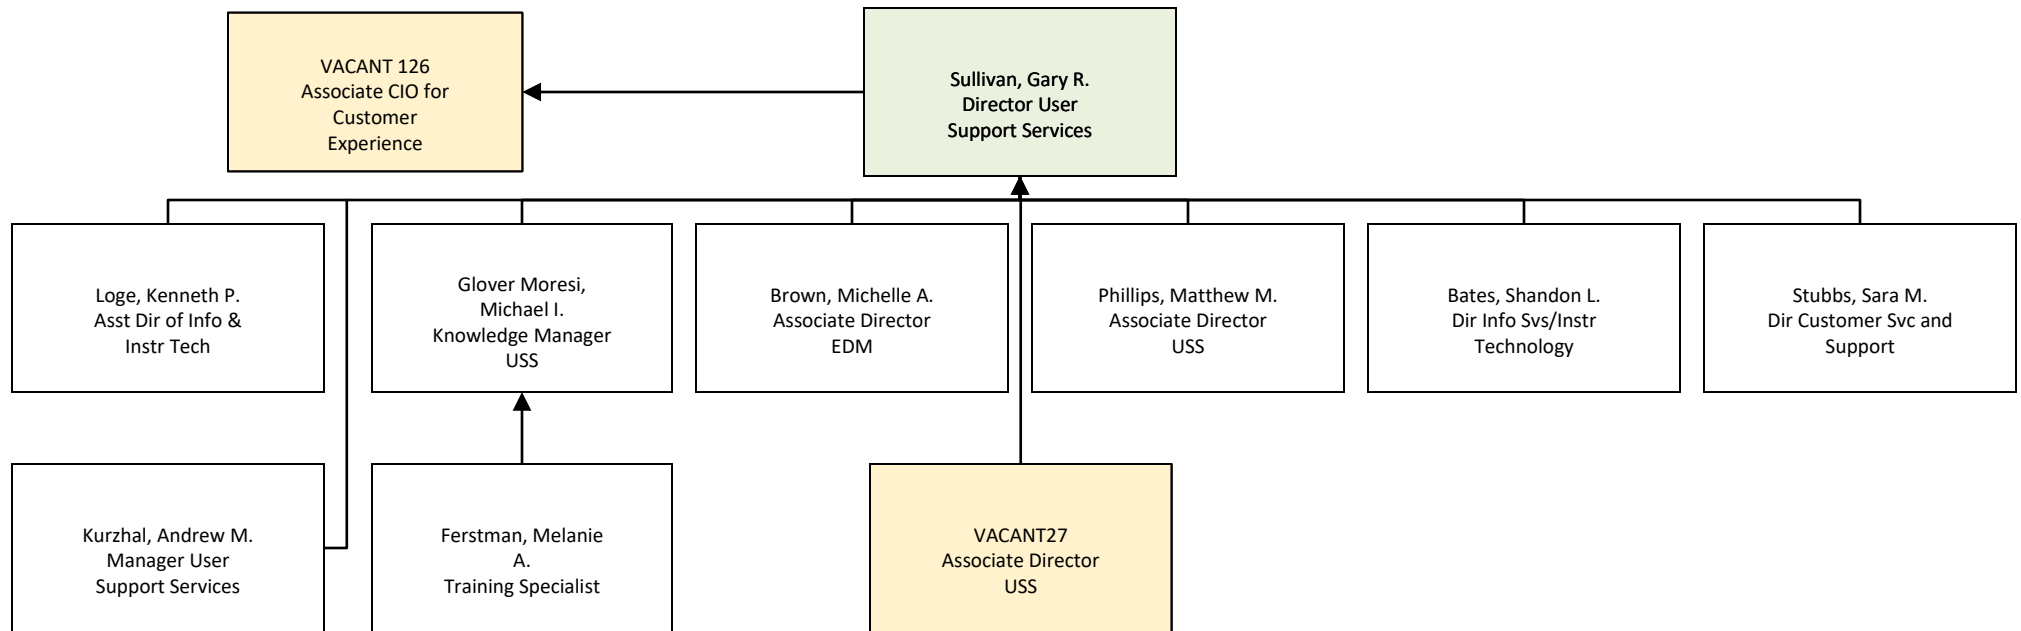 VACANT 126
Associate CIO for
Customer
Experience
Sullivan, Gary R.
Director User
Support Services
Loge, Kenneth P.
Asst Dir of Info &
Instr Tech
Glover Moresi,
Michael I.
Knowledge Manager
USS
Brown, Michelle A.
Associate Director
EDM
Phillips, Matthew M.
Associate Director
USS
Bates, Shandon L.
Dir Info Svs/Instr
Technology
Stubbs, Sara M.
Dir Customer Svc and
Support
Kurzhal, Andrew M.
Manager User
Support Services
Ferstman, Melanie
A.
Training Specialist
VACANT27
Associate Director
USS